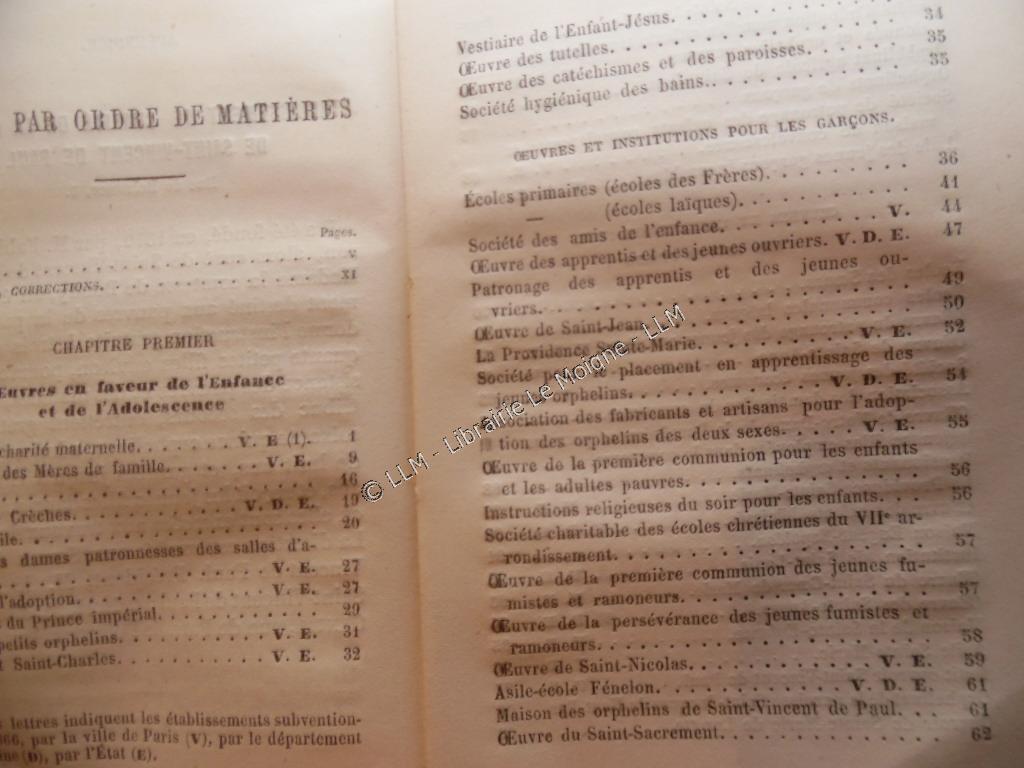 PAR ORDRE DE MATIÈRES
Pages.
v
CORRECTIONS. xi
CHAPITRE PREMIER
Œuvres en faveur de l'Enfance
et de l'Adolescence
charité maternelle. V. E (1). 1
des Mères de famille. V. E. 9
16
Crèches. V. D. E. 19
20
dames patronnesses des salles d'a-
V. E. 27
d'adoption. V. E. 27
du Prince impérial. 29
petits orphelins. V. E. 31
Saint-Charles. V. E. 32
lettres indiquent les établissements subvention-
par la ville de Paris (V), par le département
(D), par l'État (E).
Vestiaire de l'Enfant-Jésus. 34
Œuvre des tutelles. 35
Œuvre des catéchismes et des paroisses. 35
Société hygiénique des bains.
ŒUVRES ET INSTITUTIONS POUR LES GARÇONS.
Écoles primaires (écoles des Frères). 36
— (écoles laïques). 41
Société des amis de l'enfance. V. 44
Œuvre des apprentis et des jeunes ouvriers. V. D. E. 47
Patronage des apprentis et des jeunes ou-
vriers. 49
Œuvre de Saint-Jean. 50
La Providence Sainte-Marie. V. E. 52
Société pour le placement en apprentissage des
jeunes orphelins. V. D. E. 54
Association des fabricants et artisans pour l'adop-
tion des orphelins des deux sexes. V. E. 55
Œuvre de la première communion pour les enfants
et les adultes pauvres. 56
Instructions religieuses du soir pour les enfants. 56
Société charitable des écoles chrétiennes du VIIe ar-
rondissement. 57
Œuvre de la première communion des jeunes fu-
mistes et ramoneurs. 57
Œuvre de la persévérance des jeunes fumistes et
ramoneurs. 58
Œuvre de Saint-Nicolas. V. E. 59
Asile-école Fénelon. V. D. E. 61
Maison des orphelins de Saint-Vincent de Paul. 61
Œuvre du Saint-Sacrement. 62
© LLM - Librairie Le Moigne - LLM